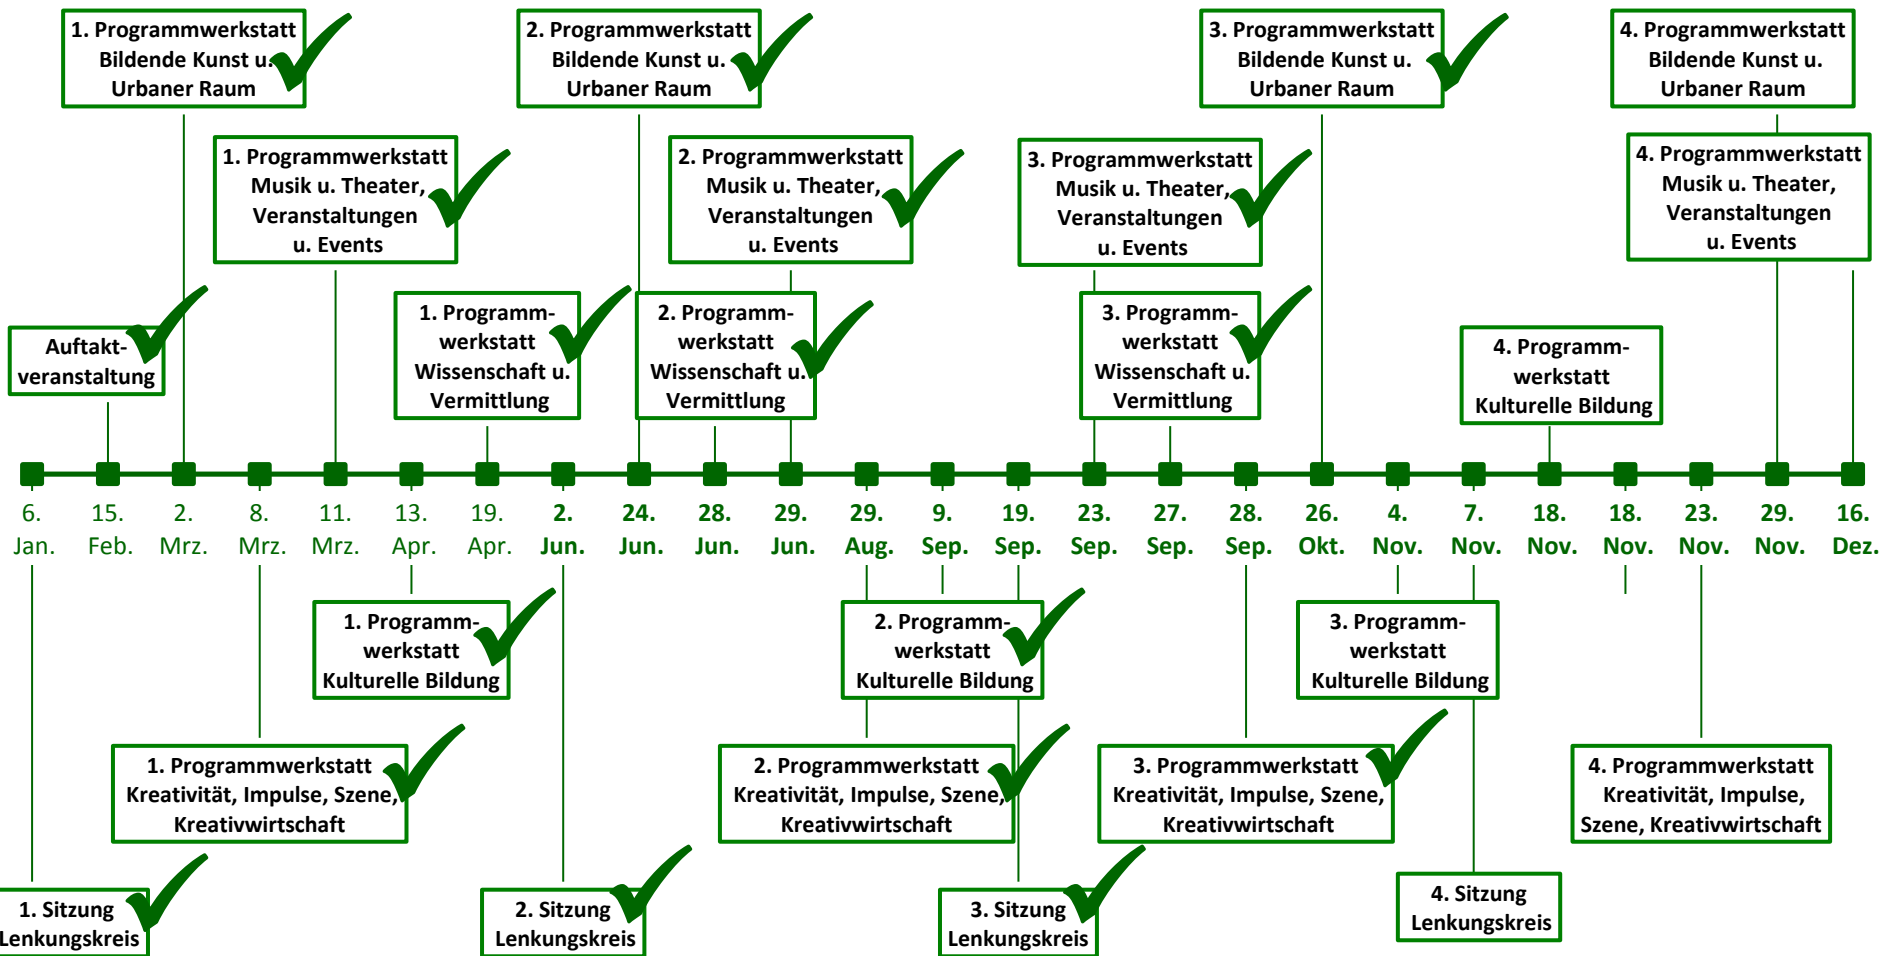 1. Programmwerkstatt
Bildende Kunst u.
Urbaner Raum
2. Programmwerkstatt
Bildende Kunst u.
Urbaner Raum
3. Programmwerkstatt
Bildende Kunst u.
Urbaner Raum
4. Programmwerkstatt
Bildende Kunst u.
Urbaner Raum
1. Programmwerkstatt
Musik u. Theater,
Veranstaltungen
u. Events
2. Programmwerkstatt
Musik u. Theater,
Veranstaltungen
u. Events
3. Programmwerkstatt
Musik u. Theater,
Veranstaltungen
u. Events
4. Programmwerkstatt
Musik u. Theater,
Veranstaltungen
u. Events
Auftakt-
veranstaltung
1. Programm-
werkstatt
Wissenschaft u.
Vermittlung
2. Programm-
werkstatt
Wissenschaft u.
Vermittlung
3. Programm-
werkstatt
Wissenschaft u.
Vermittlung
4. Programm-
werkstatt
Kulturelle Bildung
6. 15. 2. 8. 11. 13. 19. 2. 24. 28. 29. 29. 9. 19. 23. 27. 28. 26. 4. 7. 18. 18. 23. 29. 16.
Jan. Feb. Mrz. Mrz. Mrz. Apr. Apr. Jun. Jun. Jun. Jun. Aug. Sep. Sep. Sep. Sep. Sep. Okt. Nov. Nov. Nov. Nov. Nov. Nov. Dez.
1. Programm-
werkstatt
Kulturelle Bildung
2. Programm-
werkstatt
Kulturelle Bildung
3. Programm-
werkstatt
Kulturelle Bildung
1. Programmwerkstatt
Kreativität, Impulse, Szene,
Kreativwirtschaft
2. Programmwerkstatt
Kreativität, Impulse, Szene,
Kreativwirtschaft
3. Programmwerkstatt
Kreativität, Impulse, Szene,
Kreativwirtschaft
4. Programmwerkstatt
Kreativität, Impulse,
Szene, Kreativwirtschaft
1. Sitzung
Lenkungskreis
2. Sitzung
Lenkungskreis
3. Sitzung
Lenkungskreis
4. Sitzung
Lenkungskreis